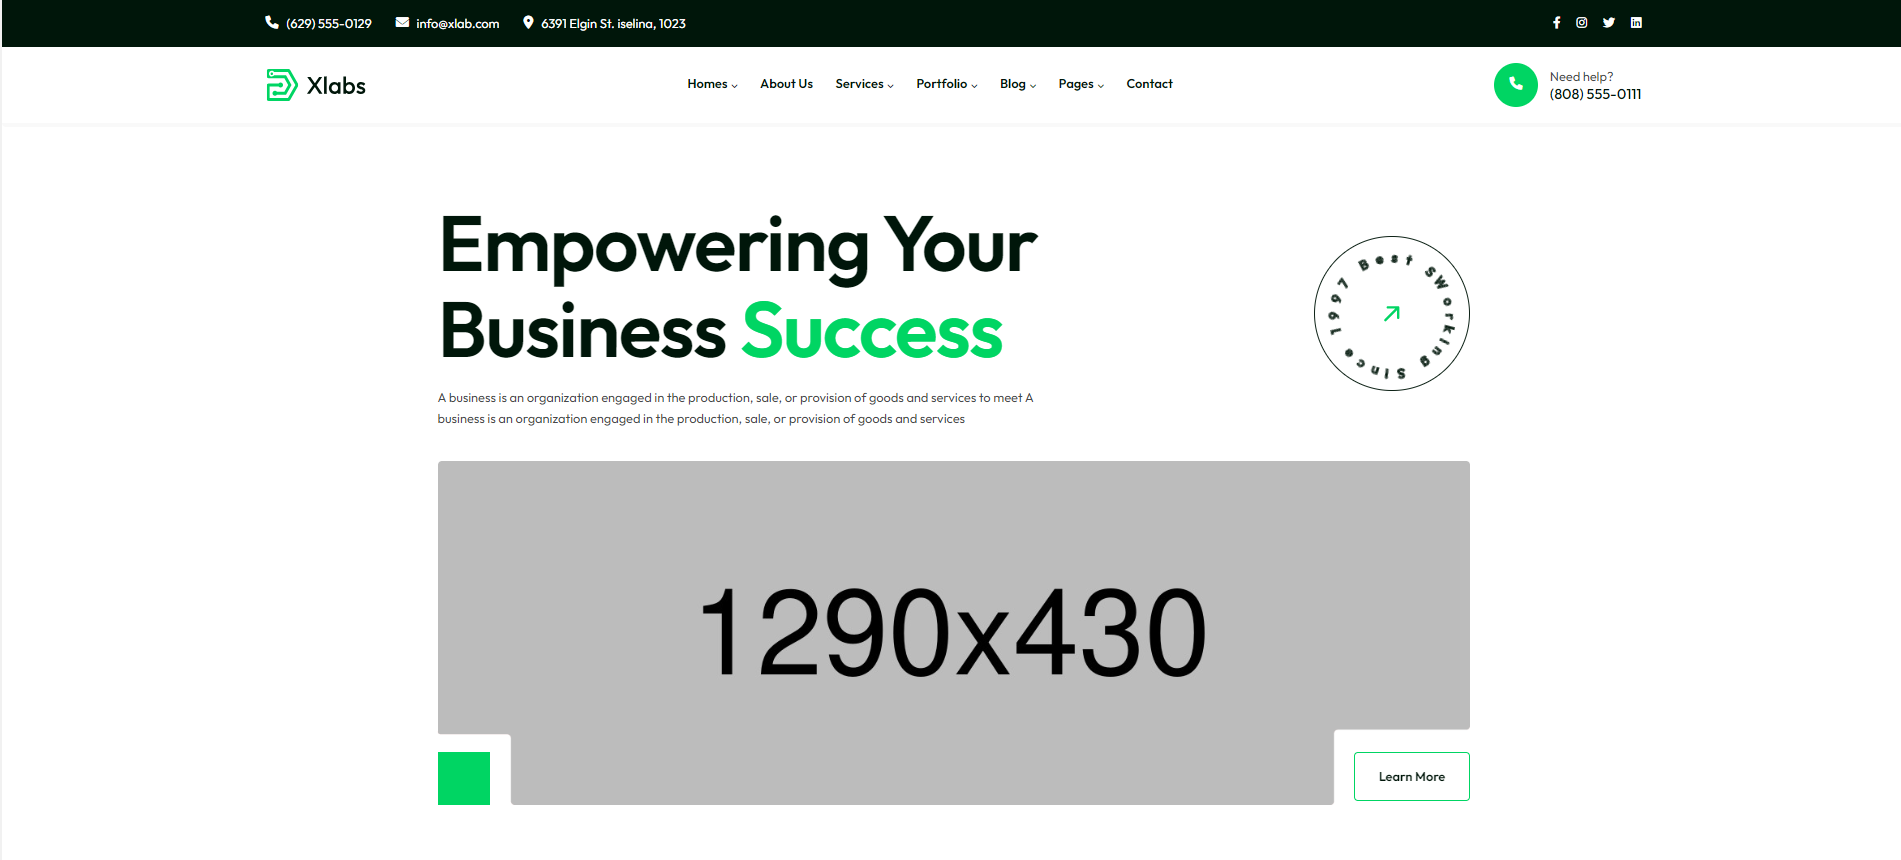 (629) 555-0129 info@xlab.com 6391 Elgin St. iselina, 1023
Xlabs
Homes About Us Services Portfolio Blog Pages Contact
Need help?
(808) 555-0111
Empowering Your
Business Success
Best SWorking Since 1997
A business is an organization engaged in the production, sale, or provision of goods and services to meet A
business is an organization engaged in the production, sale, or provision of goods and services
1290x430
Learn More